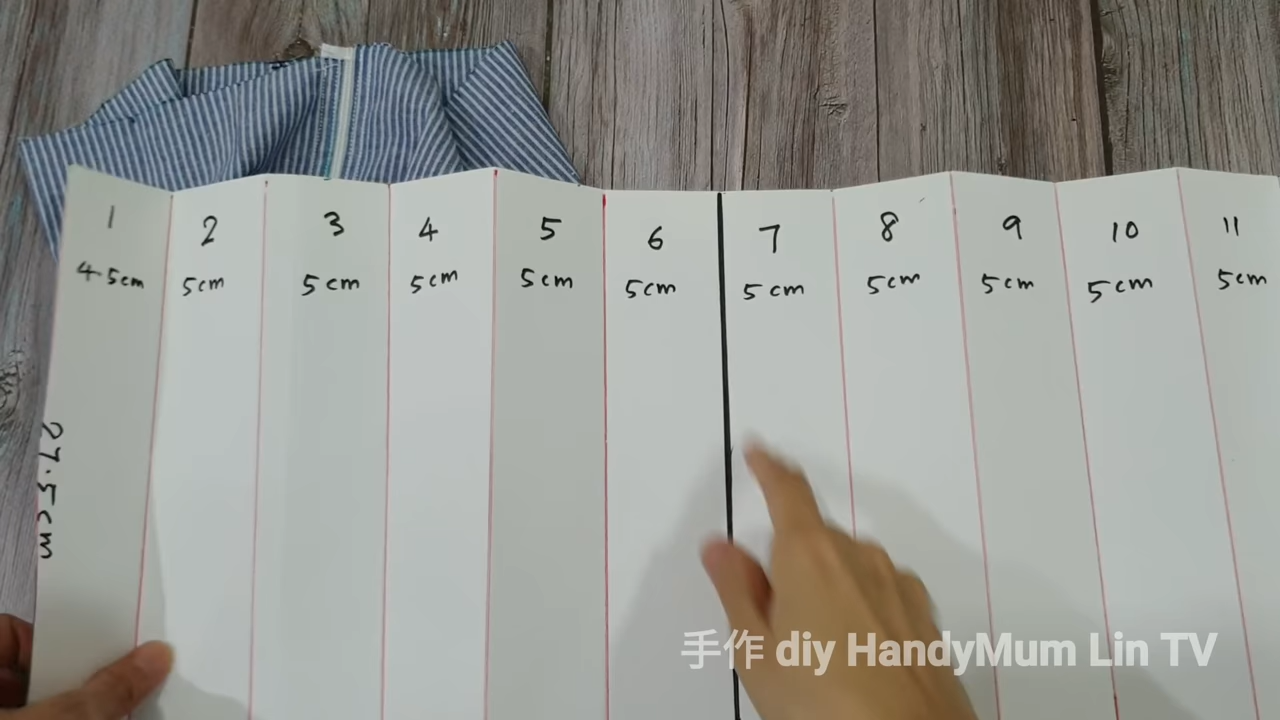 1 2 3 4 5 6 7 8 9 10 11
4.5cm 5cm 5cm 5cm 5cm 5cm 5cm 5cm 5cm 5cm 5cm
27.5cm
手作 diy HandyMum Lin TV